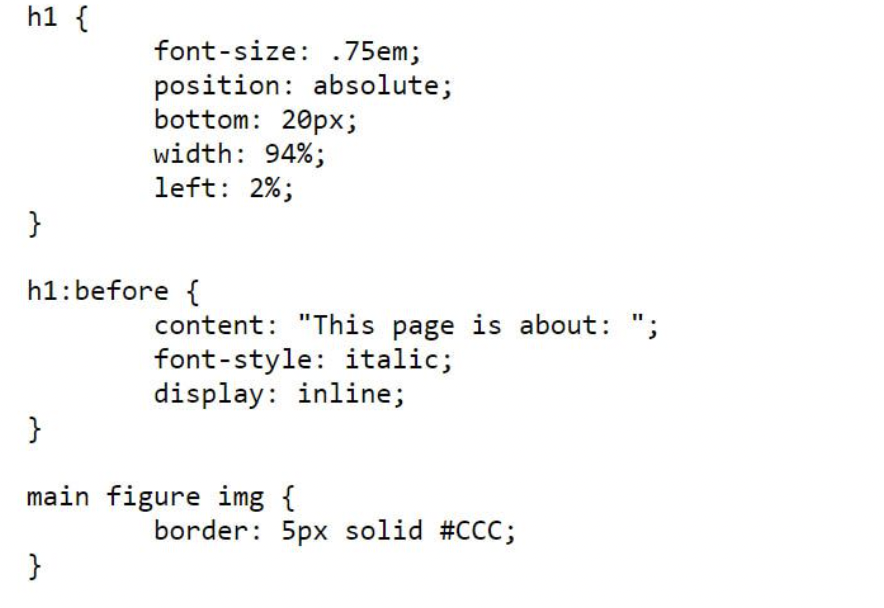 h1 {
        font-size: .75em;
        position: absolute;
        bottom: 20px;
        width: 94%;
        left: 2%;
}

h1:before {
        content: "This page is about: ";
        font-style: italic;
        display: inline;
}

main figure img {
        border: 5px solid #CCC;
}